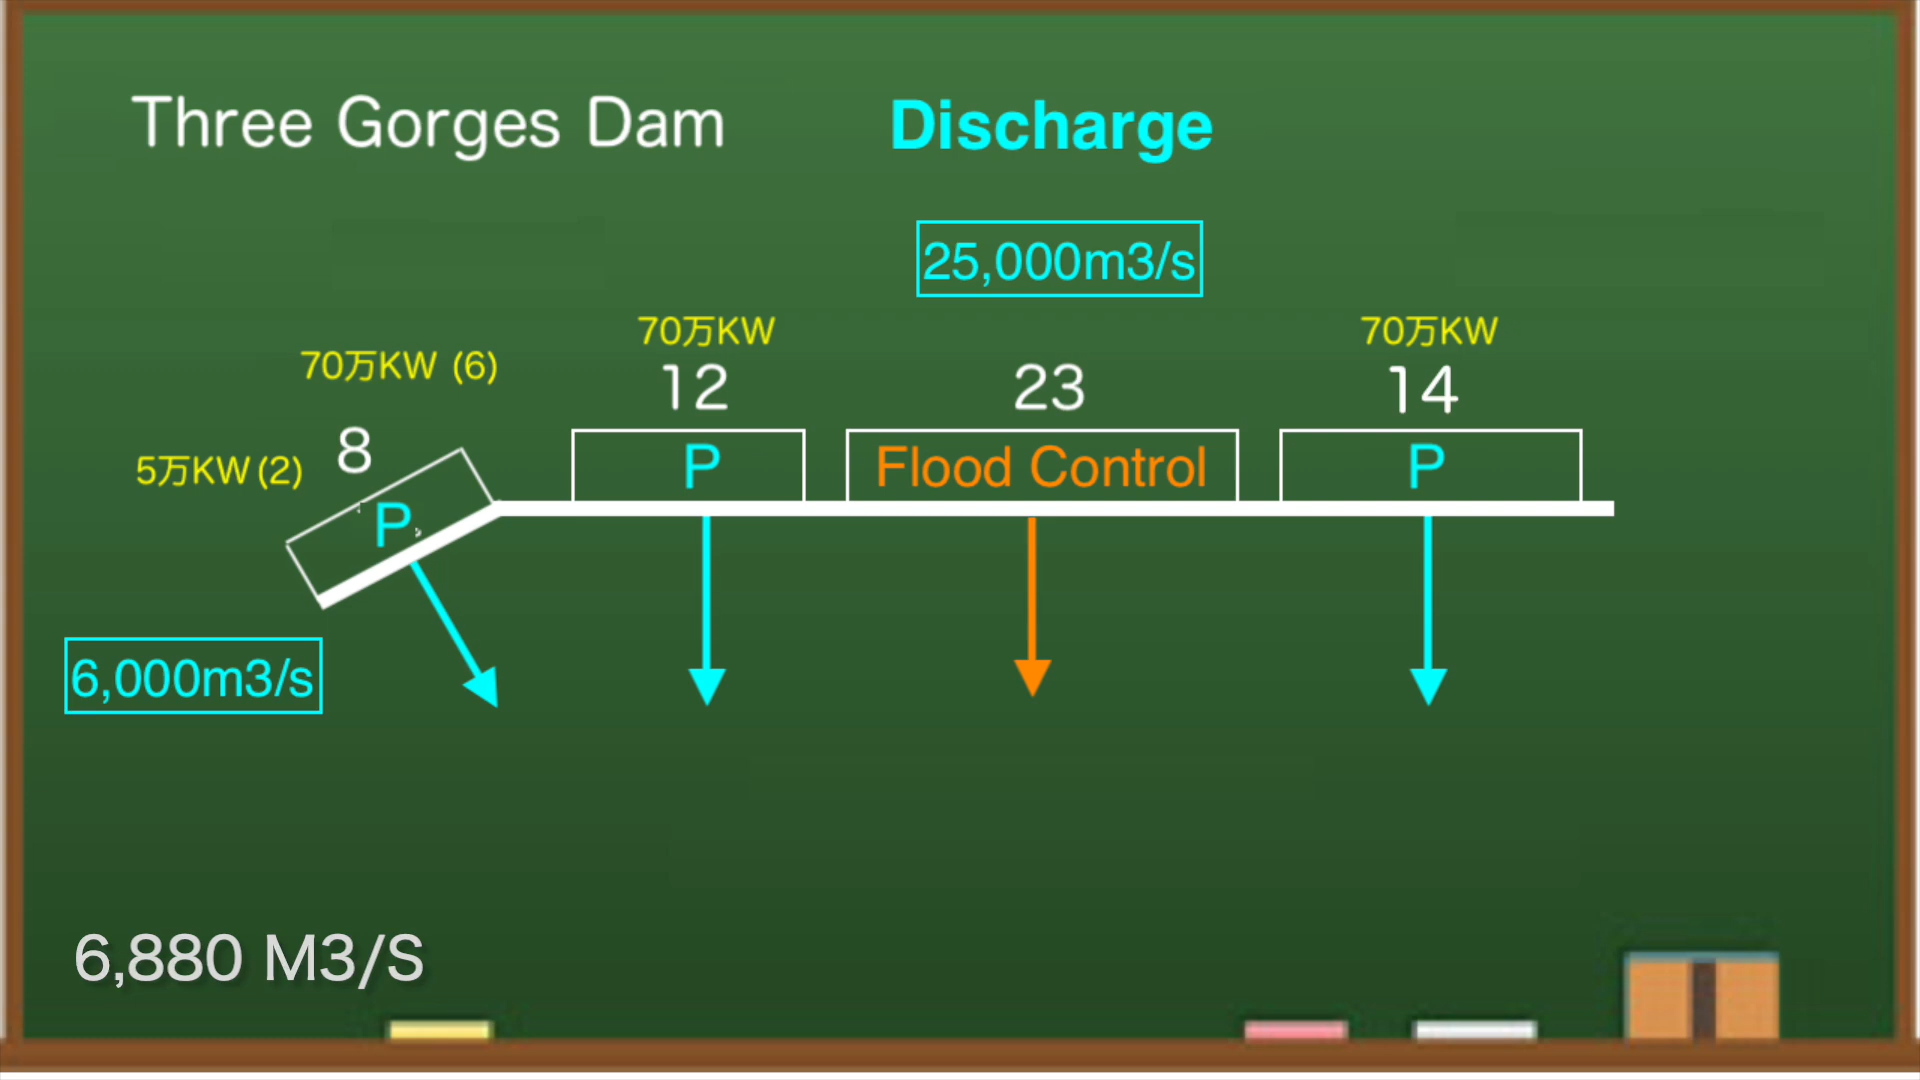 Three Gorges Dam
Discharge
25,000m3/s
70万KW (6)
70万KW
70万KW
12
23
14
5万KW(2)
8
P
P
Flood Control
P
6,000m3/s
6,880 M3/S